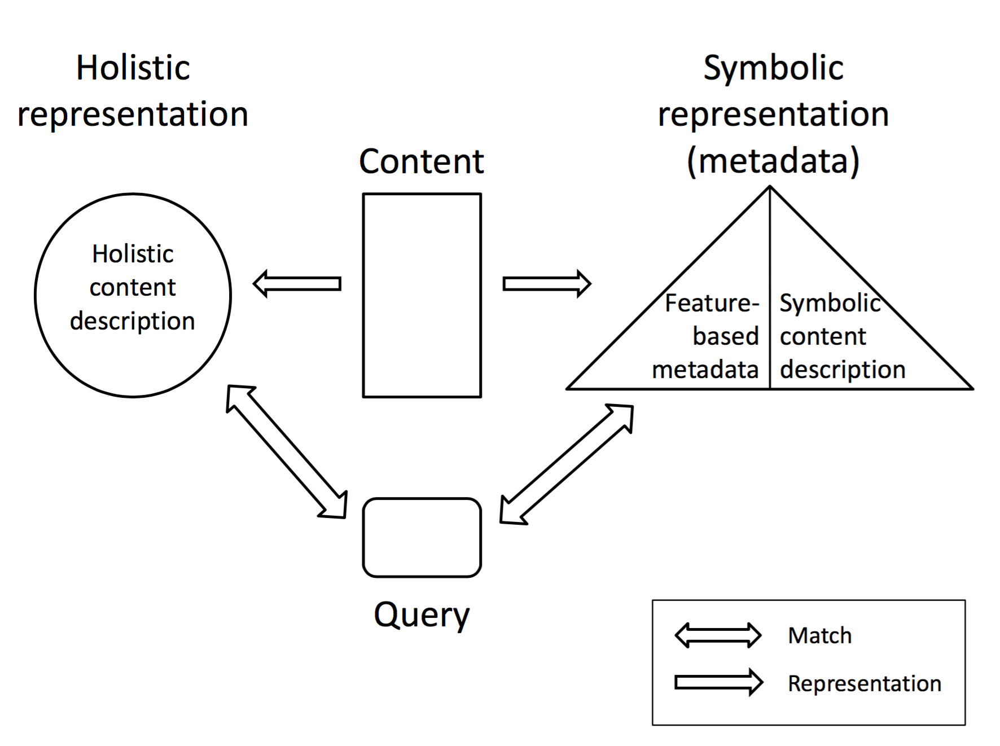 Holistic
representation
Content
Symbolic
representation
(metadata)
Holistic
content
description
Feature-
based
metadata
Symbolic
content
description
Query
Match
Representation